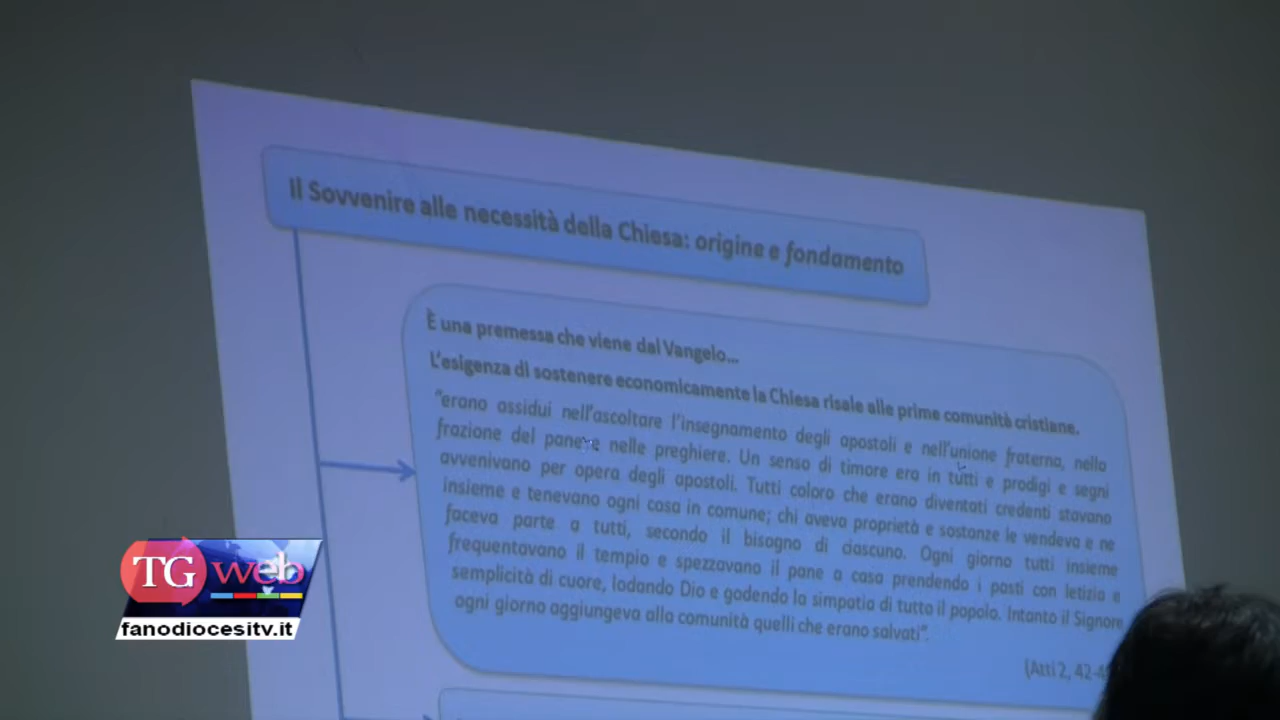 Il Sovvenire alle necessità della Chiesa: origine e fondamento
È una premessa che viene dal Vangelo...
L'esigenza di sostenere economicamente la Chiesa risale alle prime comunità cristiane.
"erano assidui nell'ascoltare l'insegnamento degli apostoli e nell'unione fraterna, nella
frazione del pane e nelle preghiere. Un senso di timore era in tutti e prodigi e segni
avvenivano per opera degli apostoli. Tutti coloro che erano diventati credenti stavano
insieme e tenevano ogni cosa in comune; chi aveva proprietà e sostanze le vendeva e ne
faceva parte a tutti, secondo il bisogno di ciascuno. Ogni giorno tutti insieme
frequentavano il tempio e spezzavano il pane a casa prendendo i pasti con letizia e
semplicità di cuore, lodando Dio e godendo la simpatia di tutto il popolo. Intanto il Signore
ogni giorno aggiungeva alla comunità quelli che erano salvati".
(Atti 2, 42-4
TG web
fanodiocesitv.it